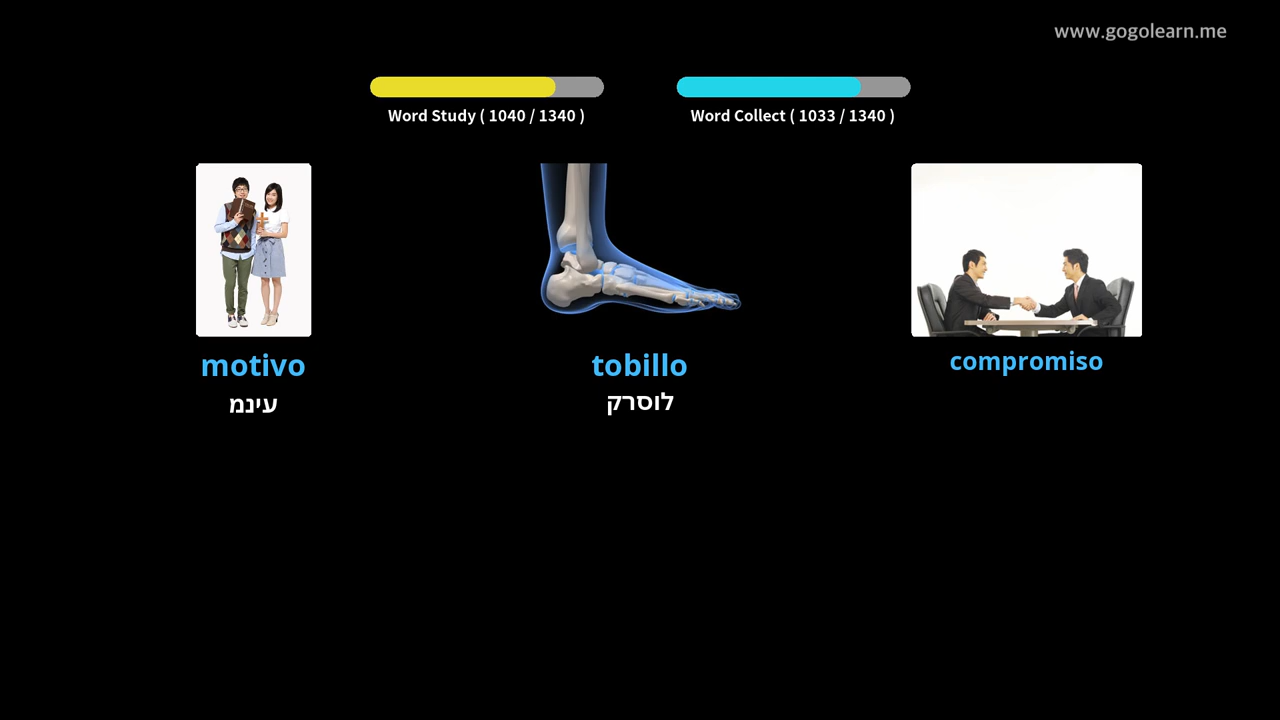 www.gogolearn.me
Word Study ( 1040 / 1340 )
Word Collect ( 1033 / 1340 )
motivo
עינמ
tobillo
לוסרק
compromiso